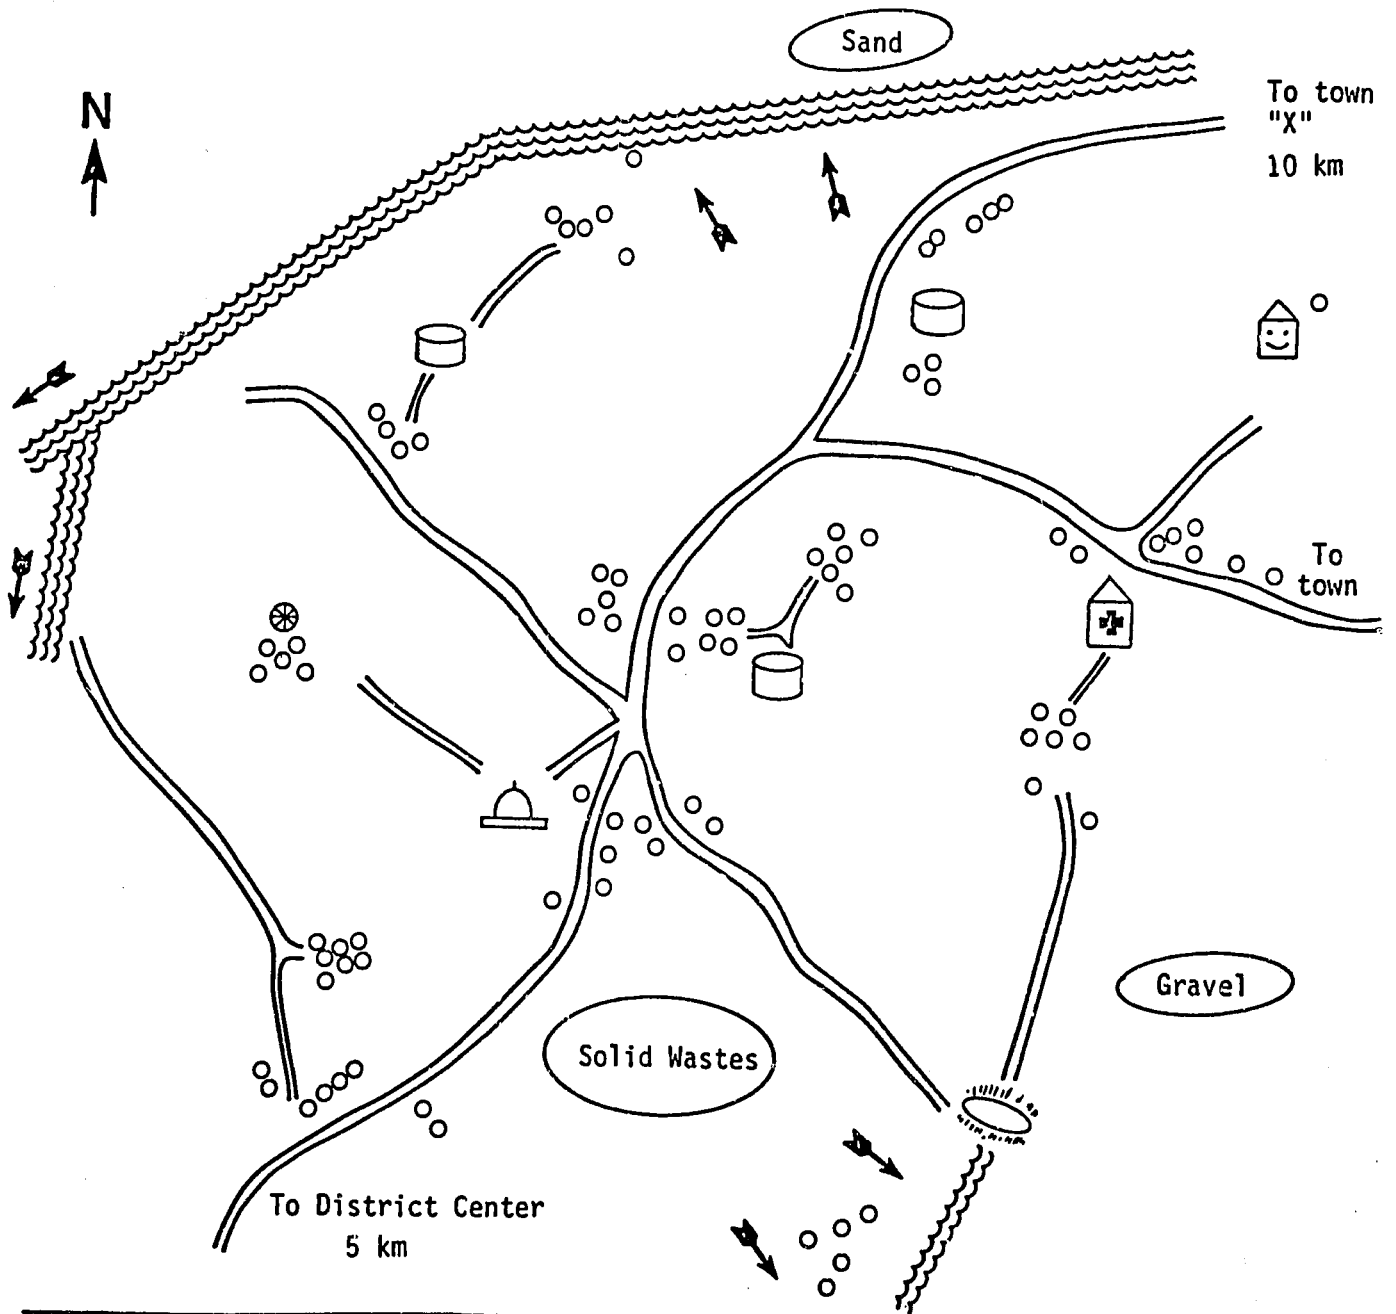 Sand
N
To town
"X"
10 km
To
town
Gravel
Solid Wastes
To District Center
5 km